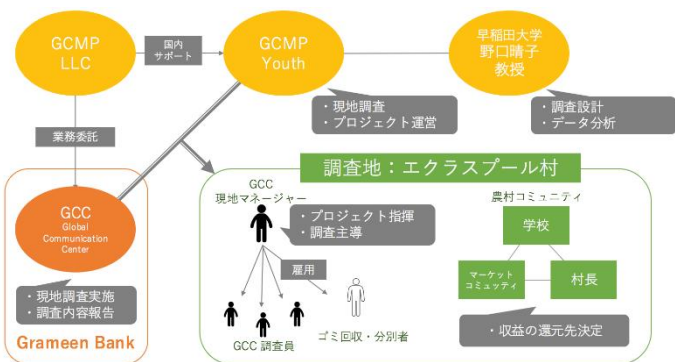 GCMP
LLC
国内
サポート
GCMP
Youth
早稲田大学
野口晴子
教授
・現地調査
・プロジェクト運営
・調査設計
・データ分析
業務委託
調査地：エクラスプール村
GCC
Global
Communication
Center
・現地調査実施
・調査内容報告
Grameen Bank
GCC
現地マネージャー
・プロジェクト指揮
・調査主導
雇用
GCC 調査員
ゴミ回収・分別者
農村コミュニティ
学校
マーケット
コミュッティ
村長
・収益の還元先決定